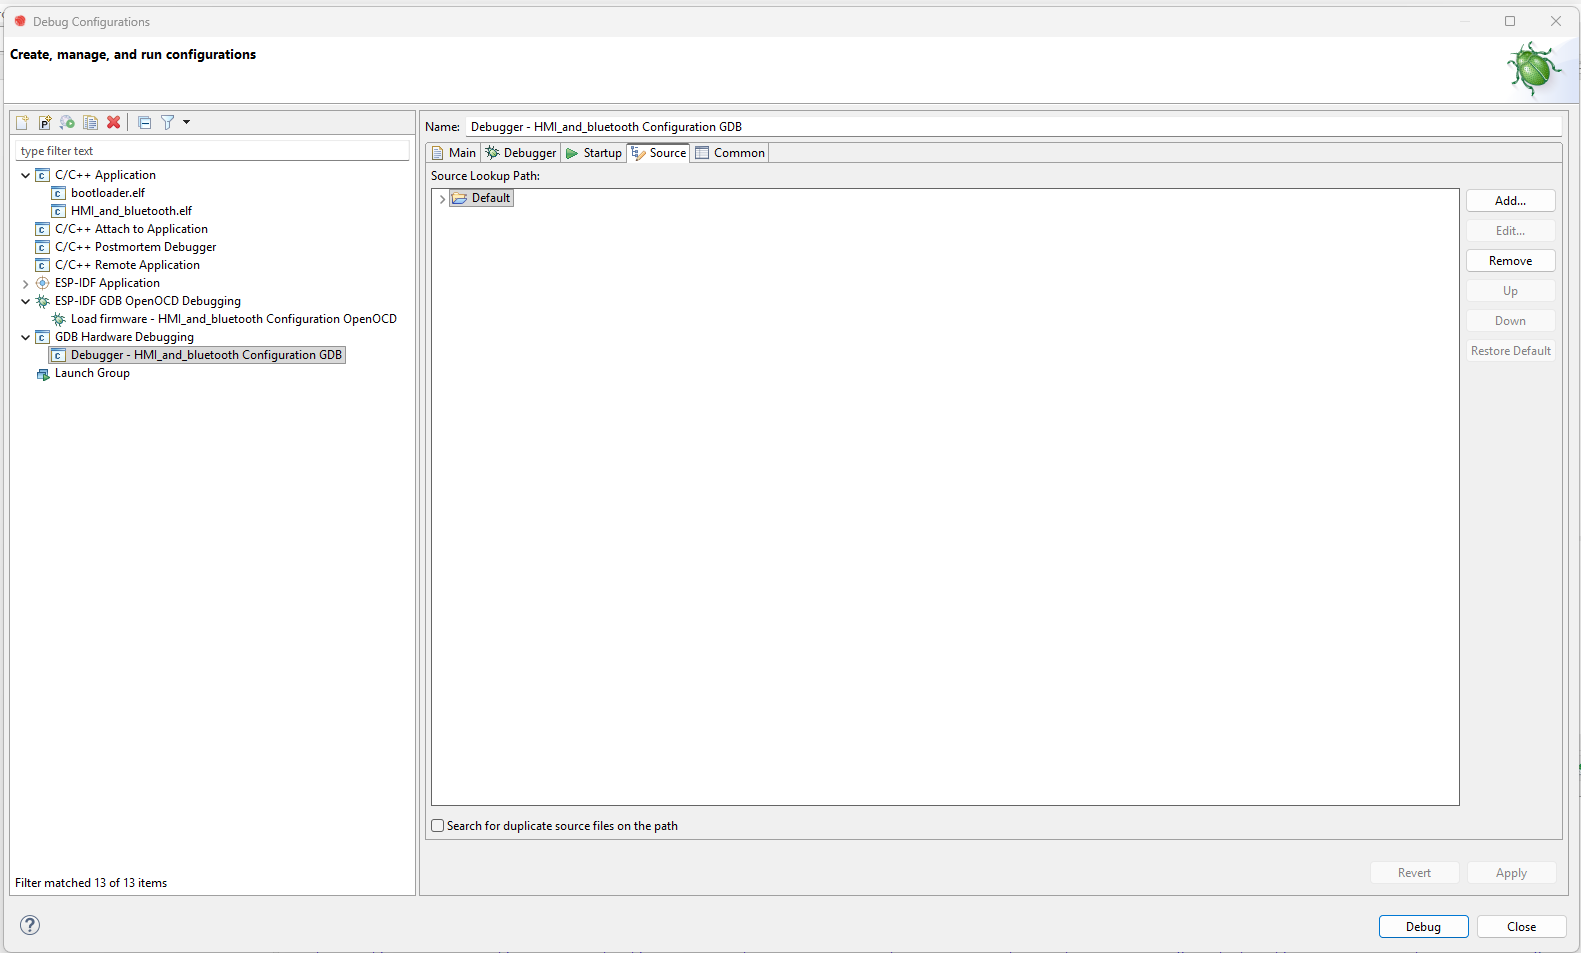 Debug Configurations
Create, manage, and run configurations
type filter text
C/C++ Application
bootloader.elf
HMI_and_bluetooth.elf
C/C++ Attach to Application
C/C++ Postmortem Debugger
C/C++ Remote Application
ESP-IDF Application
ESP-IDF GDB OpenOCD Debugging
Load firmware - HMI_and_bluetooth Configuration OpenOCD
GDB Hardware Debugging
Debugger - HMI_and_bluetooth Configuration GDB
Launch Group
Filter matched 13 of 13 items
Name: Debugger - HMI_and_bluetooth Configuration GDB
Main Debugger Startup Source Common
Source Lookup Path:
Default
Add...
Edit...
Remove
Up
Down
Restore Default
Search for duplicate source files on the path
Revert Apply
Debug Close